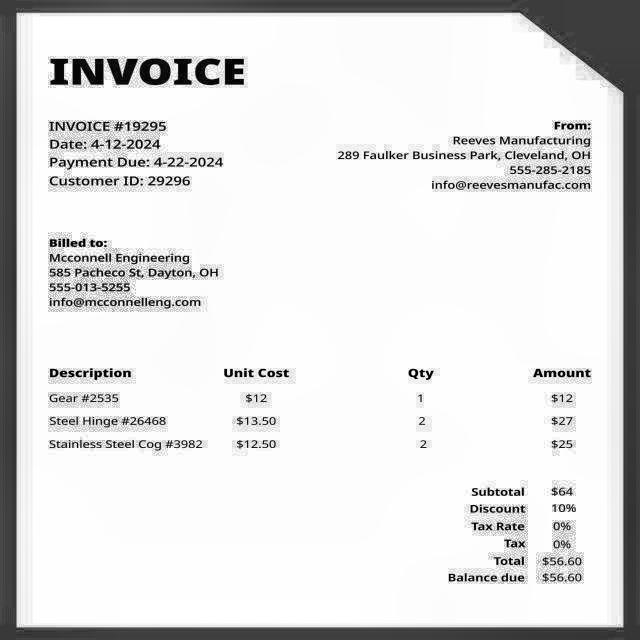 INVOICE
INVOICE #19295
Date: 4-12-2024
Payment Due: 4-22-2024
Customer ID: 29296
From:
Reeves Manufacturing
289 Faulker Business Park, Cleveland, OH
555-285-2185
info@reevesmanufac.com
Billed to:
Mcconnell Engineering
585 Pacheco St, Dayton, OH
555-013-5255
info@mcconnelleng.com
Description Unit Cost Qty Amount
Gear #2535 $12 1 $12
Steel Hinge #26468 $13.50 2 $27
Stainless Steel Cog #3982 $12.50 2 $25
Subtotal $64
Discount 10%
Tax Rate 0%
Tax 0%
Total $56.60
Balance due $56.60